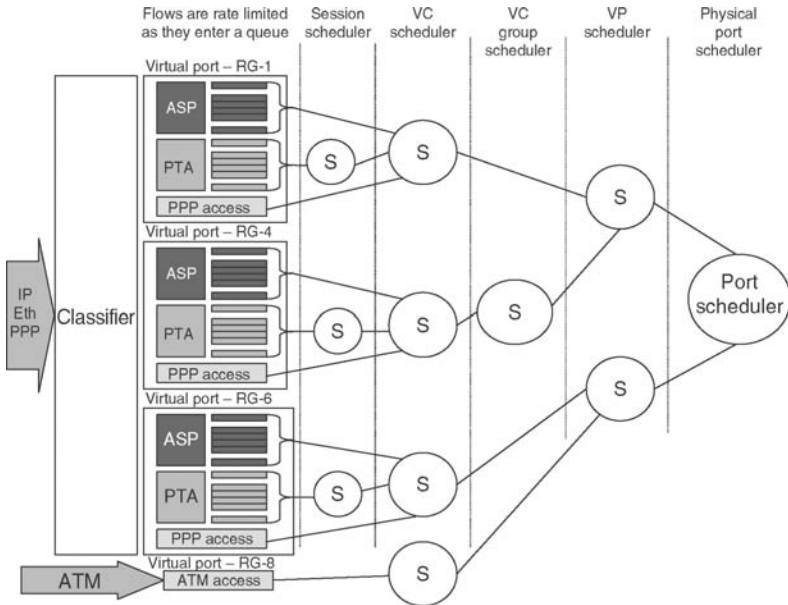 Flows are rate limited
as they enter a queue
Session
scheduler
VC
scheduler
VC
group
scheduler
VP
scheduler
Physical
port
scheduler
Virtual port – RG-1
ASP
PTA
S
S
PPP access
S
Virtual port – RG-4
ASP
IP
Eth
PPP
Classifier
PTA
S
S
S
Port
scheduler
PPP access
S
Virtual port – RG-6
ASP
PTA
S
S
PPP access
Virtual port – RG-8
ATM
ATM access
S